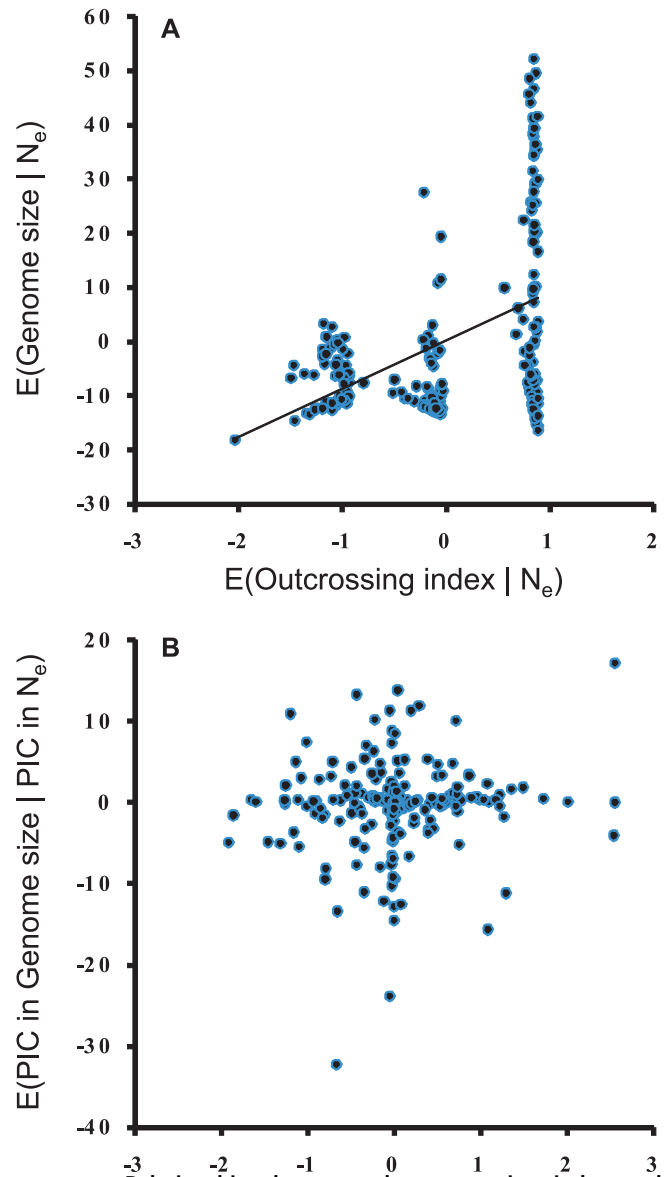 A
60
50
40
30
20
10
0
-10
-20
-30
E(Genome size | Ne)
-3 -2 -1 0 1 2
E(Outcrossing index | Ne)
B
20
10
0
-10
-20
-30
-40
E(PIC in Genome size | PIC in Ne)
-3 -2 -1 0 1 2 3